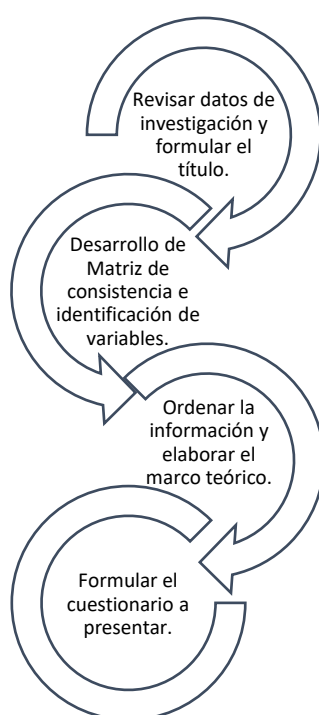 Revisar datos de
investigación y
formular el
título.
Desarrollo de
Matriz de
consistencia e
identificación de
variables.
Ordenar la
información y
elaborar el
marco teórico.
Formular el
cuestionario a
presentar.